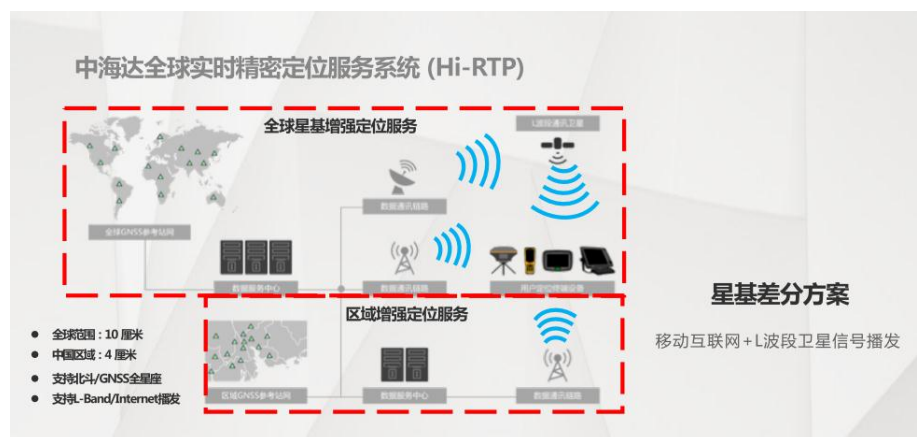 中海达全球实时精密定位服务系统 (Hi-RTP)
全球星基增强定位服务
L波段通讯卫星
数据通讯链路
全球GNSS参考站网
数据服务中心
数据通讯链路
用户定位终端设备
区域增强定位服务
星基差分方案
移动互联网+L波段卫星信号播发
● 全球范围：10 厘米
● 中国区域：4 厘米
● 支持北斗/GNSS全星座
● 支持L-Band/Internet播发
区域GNSS参考站网
数据服务中心
数据通讯链路